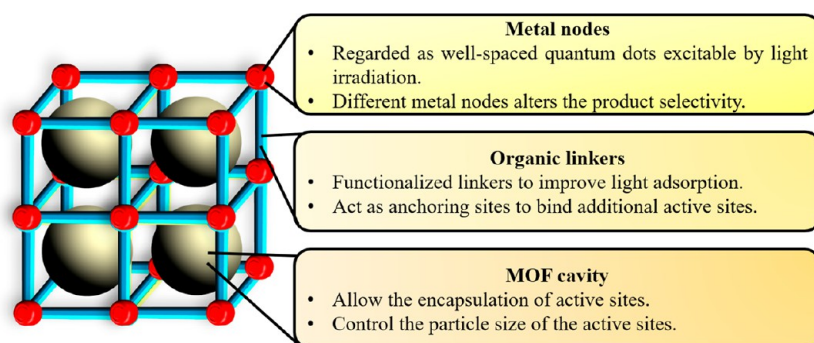 Metal nodes
• Regarded as well-spaced quantum dots excitable by light
irradiation.
• Different metal nodes alters the product selectivity.
Organic linkers
• Functionalized linkers to improve light adsorption.
• Act as anchoring sites to bind additional active sites.
MOF cavity
• Allow the encapsulation of active sites.
• Control the particle size of the active sites.